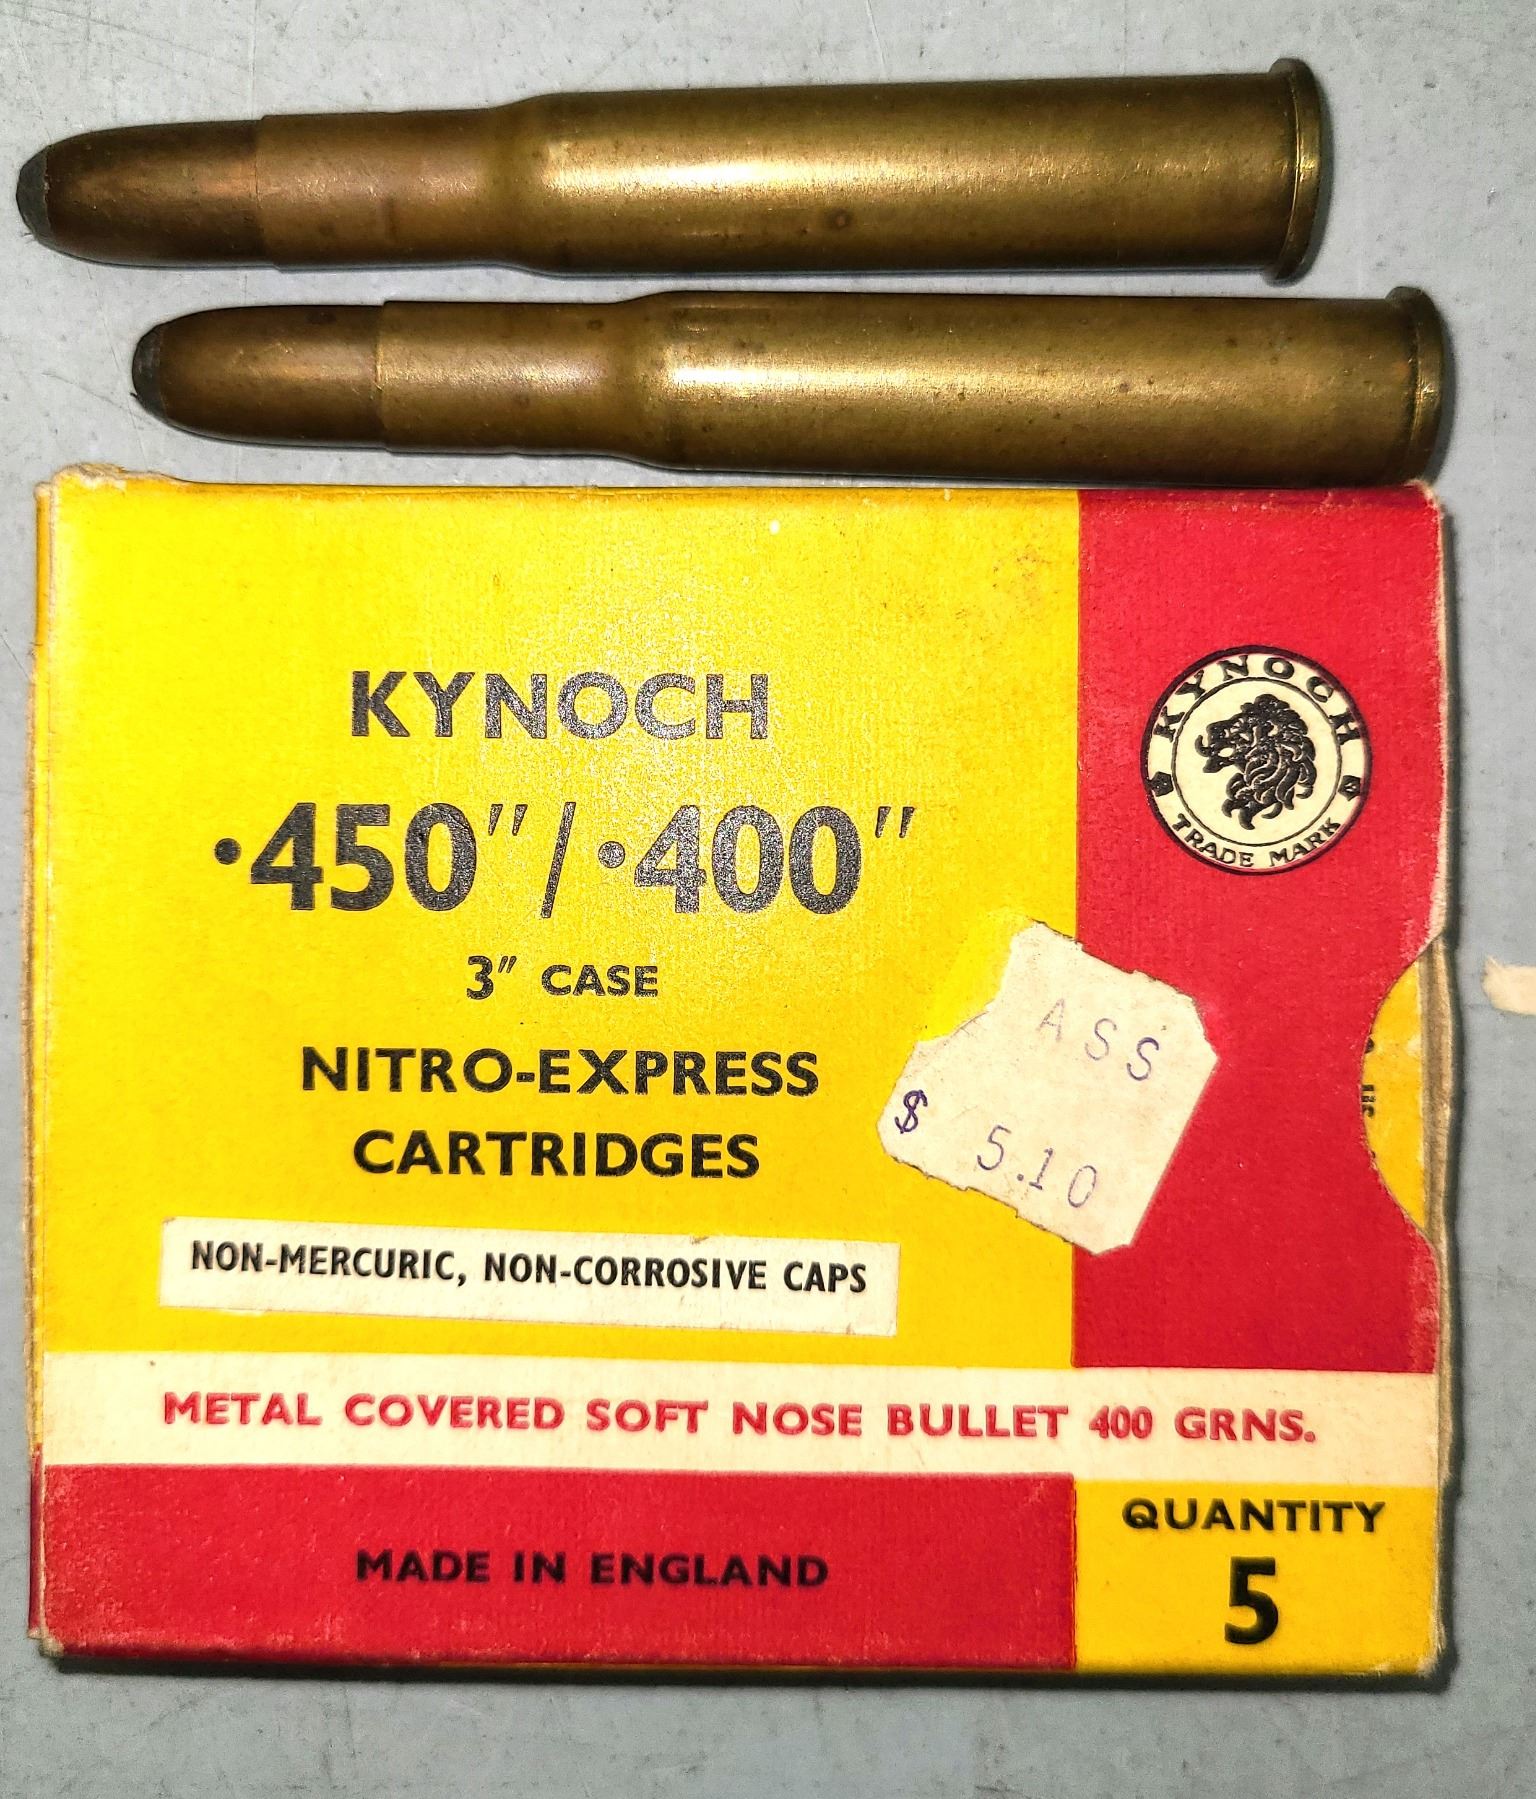 KYNOCH
·450″/·400″
3″ CASE
NITRO-EXPRESS
CARTRIDGES
NON-MERCURIC, NON-CORROSIVE CAPS
METAL COVERED SOFT NOSE BULLET 400 GRNS.
MADE IN ENGLAND
QUANTITY
5
KYNOCH
TRADE MARK
ASS
$ 5.10